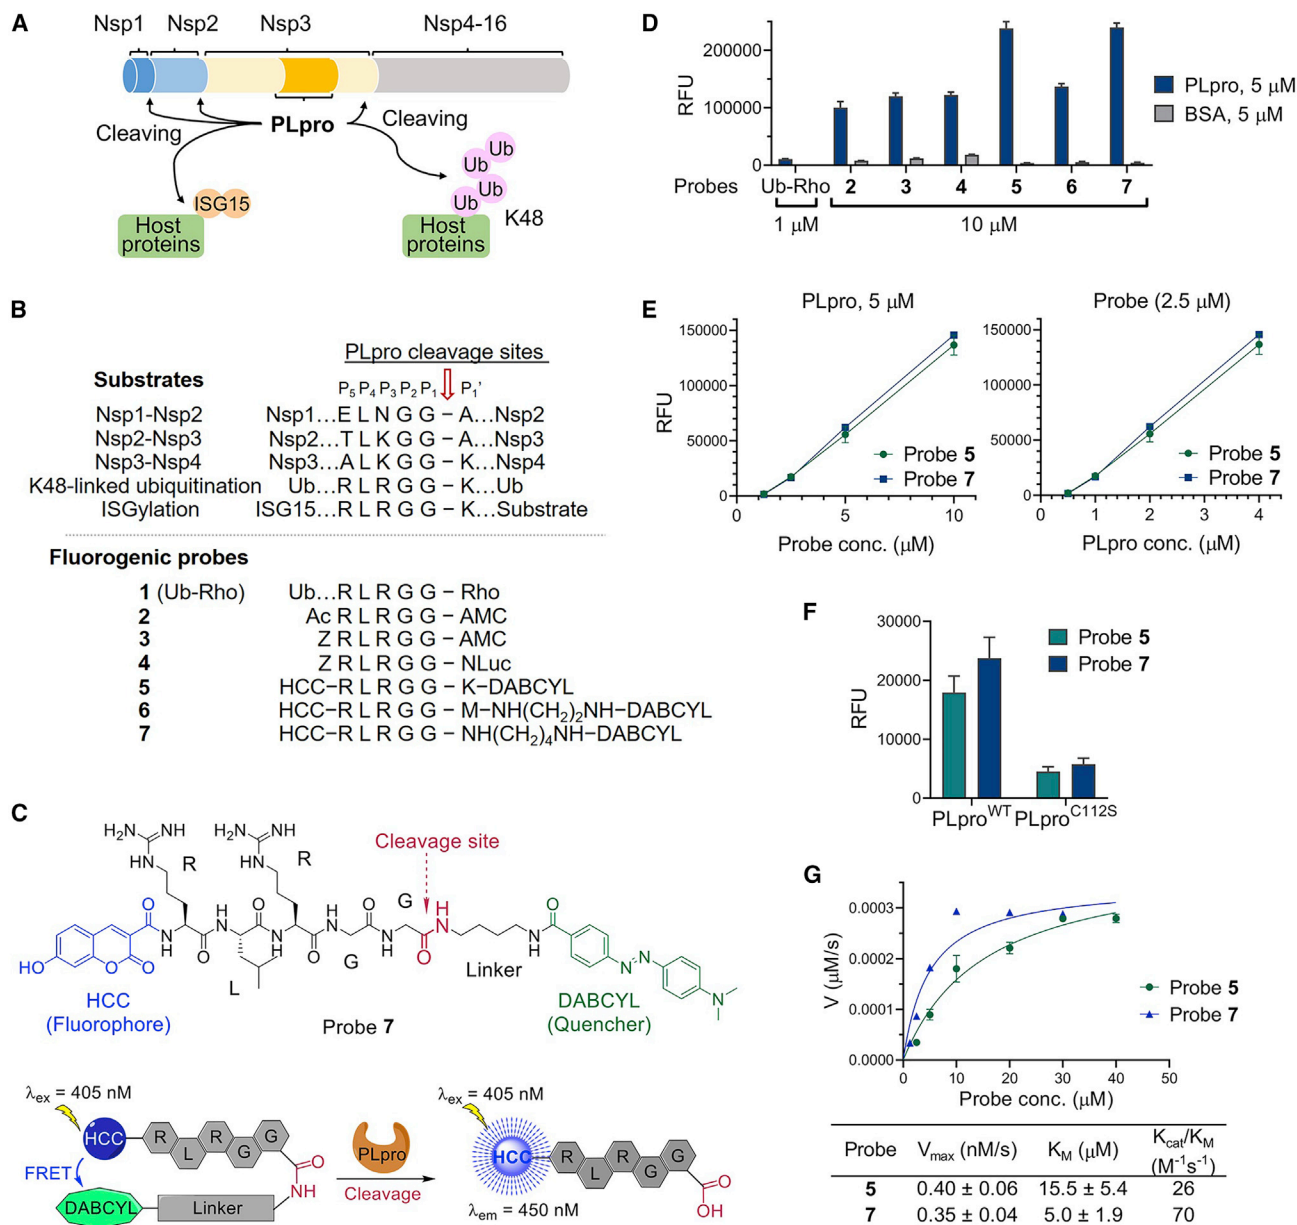 A
Nsp1 Nsp2 Nsp3 Nsp4-16
Cleaving PLpro Cleaving
ISG15
Host
proteins
Ub
Ub
Ub
Ub
K48
Host
proteins
B
PLpro cleavage sites
Substrates P5 P4 P3 P2 P1 P1'
Nsp1-Nsp2 Nsp1...E L N G G – A...Nsp2
Nsp2-Nsp3 Nsp2...T L K G G – A...Nsp3
Nsp3-Nsp4 Nsp3...A L K G G – K...Nsp4
K48-linked ubiquitination Ub...R L R G G – K...Ub
ISGylation ISG15...R L R G G – K...Substrate
Fluorogenic probes
1 (Ub-Rho) Ub...R L R G G – Rho
2 Ac R L R G G – AMC
3 Z R L R G G – AMC
4 Z R L R G G – NLuc
5 HCC–R L R G G – K–DABCYL
6 HCC–R L R G G – M–NH(CH2)2NH–DABCYL
7 HCC–R L R G G – NH(CH2)4NH–DABCYL
C
H2N NH H2N NH
HN R HN R
Cleavage site
G
O O H N O H N O H N O
N H O N H O N H O N H
HO O O
L G Linker
N N
N
HCC
(Fluorophore)
Probe 7
DABCYL
(Quencher)
λex = 405 nM
HCC R L R G G
FRET
O
NH
DABCYL Linker
PLpro
Cleavage
λex = 405 nM
HCC R L R G G
O
OH
λem = 450 nM
D
RFU
200000
100000
0
PLpro, 5 μM
BSA, 5 μM
Probes Ub-Rho 2 3 4 5 6 7
1 μM 10 μM
E
PLpro, 5 μM
RFU
150000
100000
50000
0
0 5 10
Probe conc. (μM)
Probe 5
Probe 7
Probe (2.5 μM)
150000
100000
50000
0
0 1 2 3 4
PLpro conc. (μM)
Probe 5
Probe 7
F
RFU
30000
20000
10000
0
PLproWT PLproC112S
Probe 5
Probe 7
G
V (μM/s)
0.0003
0.0002
0.0001
0.0000
0 10 20 30 40 50
Probe conc. (μM)
Probe 5
Probe 7
Probe Vmax (nM/s) KM (μM) Kcat/KM (M-1s-1)
5 0.40 ± 0.06 15.5 ± 5.4 26
7 0.35 ± 0.04 5.0 ± 1.9 70